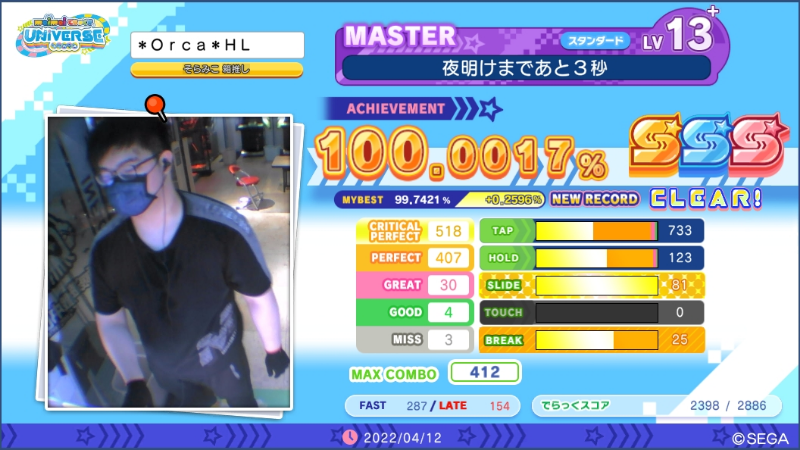 maimai でらっくす
UNiVERSE
*Orca*HL
そらみこ 箱推し
MASTER
スタンダード
LV 13+
夜明けまであと3秒
ACHIEVEMENT
100.0017%
SSS
MYBEST 99.7421% +0.2596% NEW RECORD CLEAR!
CRITICAL PERFECT 518
PERFECT 407
GREAT 30
GOOD 4
MISS 3
TAP 733
HOLD 123
SLIDE 81
TOUCH 0
BREAK 25
MAX COMBO 412
FAST 287 / LATE 154
でらっくスコア 2398 / 2886
2022/04/12
©SEGA